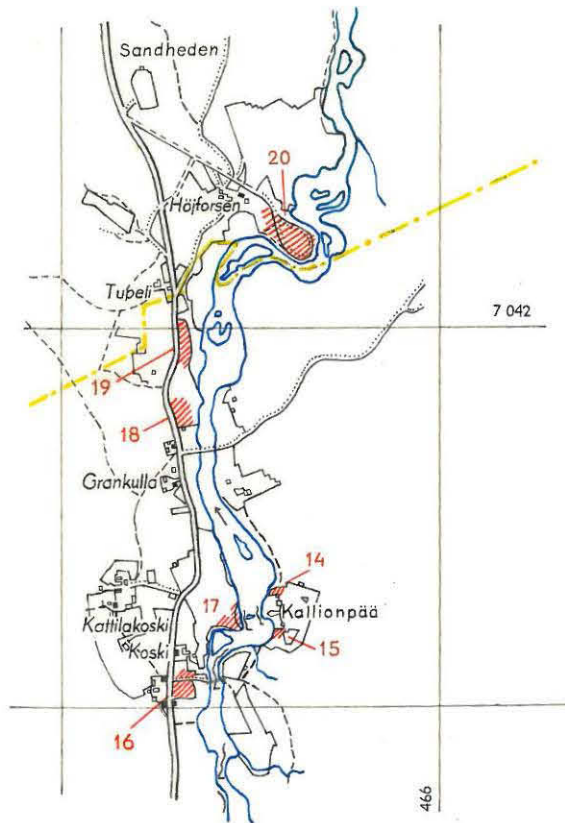 Sandheden
20
Höjforsen
Tupeli
7 042
19
18
Grankulla
14
17
Kallionpää
Kattilakoski
15
Koski
16
466